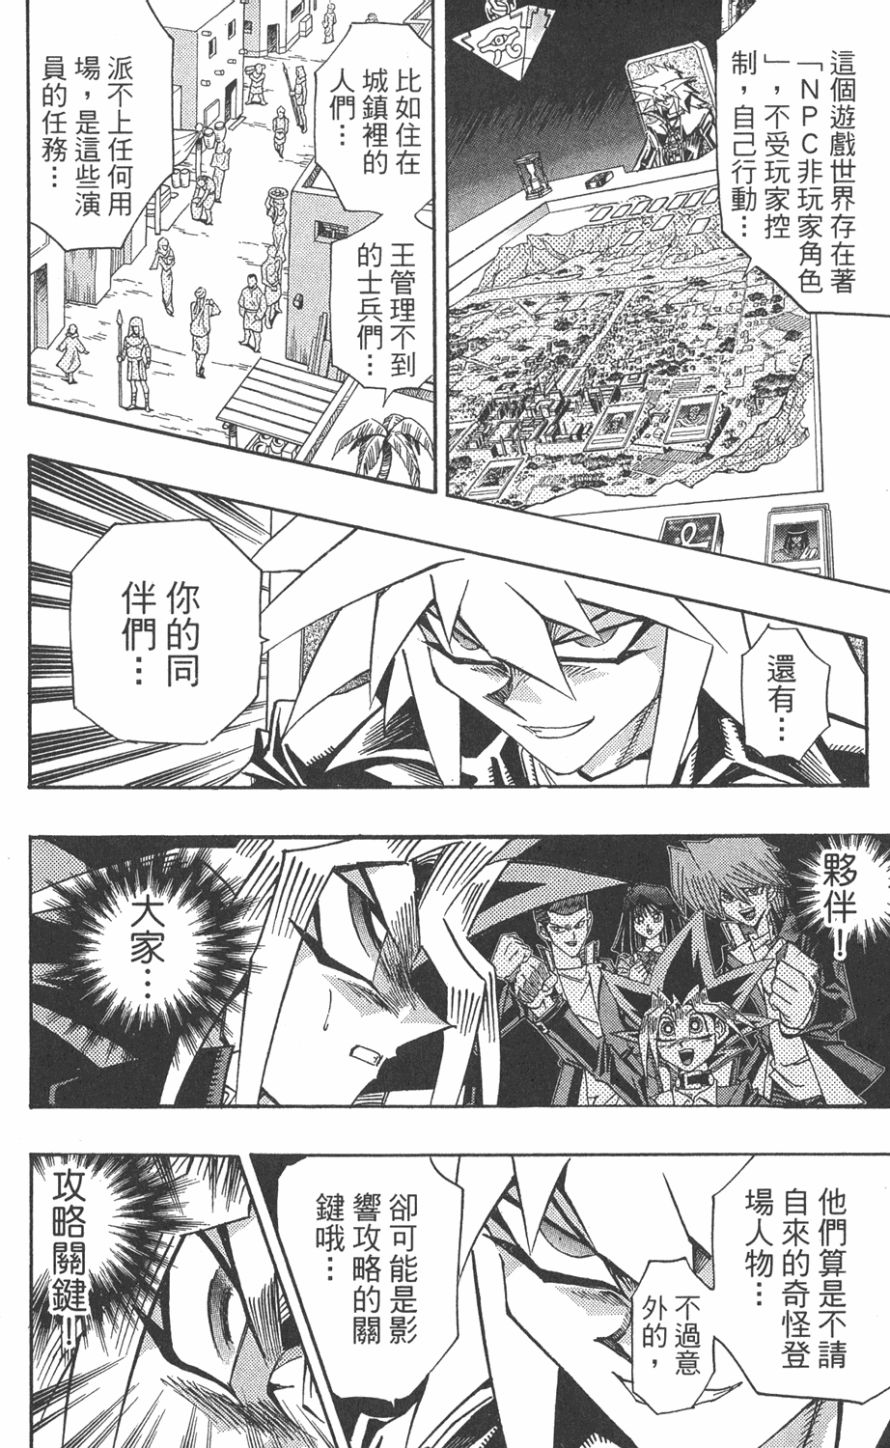 這個遊戲世界存在著
「NPC非玩家角色
」，不受玩家控
制，自己行動…
比如住在
城鎮裡的
人們…
王管理不到
的士兵們…
派不上任何用
場，是這些演
員的任務…
還有…
你的同
伴們…
夥伴！
大家…
他們算是不請
自來的奇怪登
場人物…
不過意
外的，
卻可能是影
響攻略的關
鍵哦…
攻略關鍵！